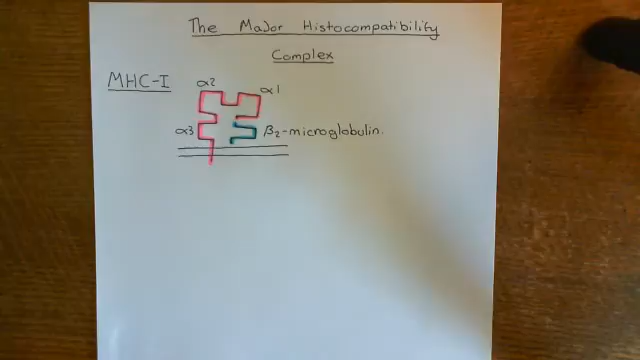 The Major Histocompatibility
Complex
MHC-I
α2
α1
α3
β2-microglobulin.